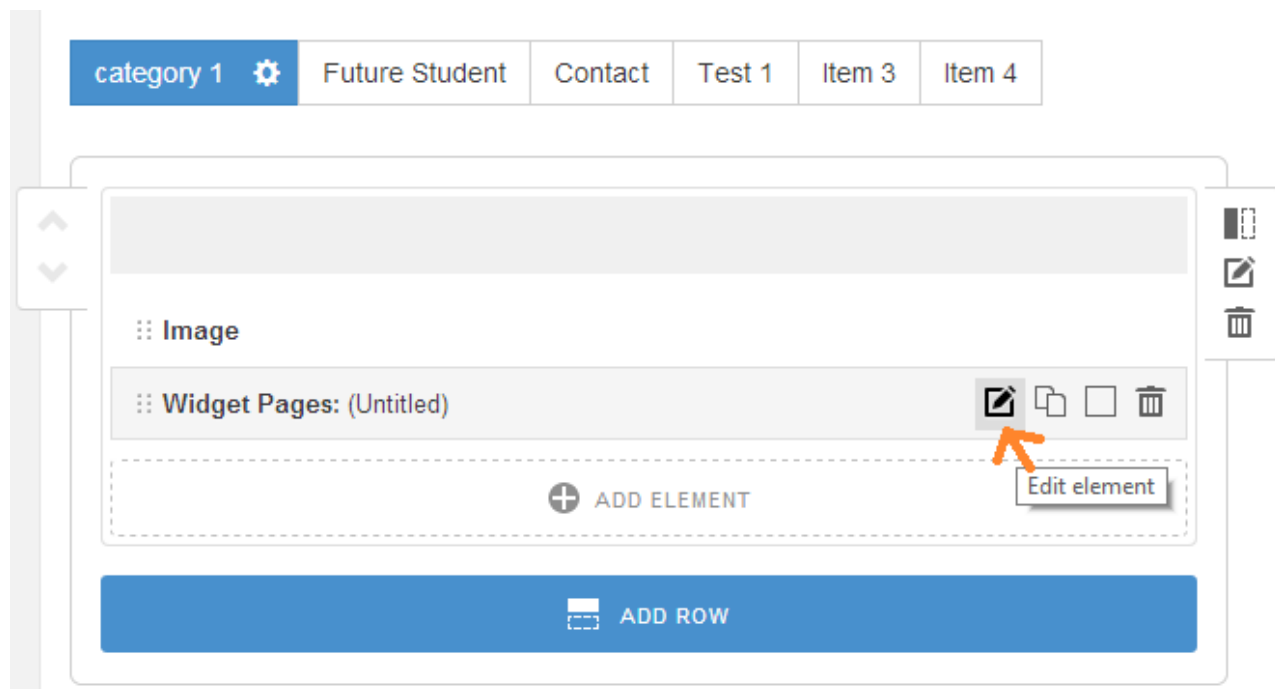 category 1 Future Student Contact Test 1 Item 3 Item 4
Image
Widget Pages: (Untitled)
Edit element
ADD ELEMENT
ADD ROW